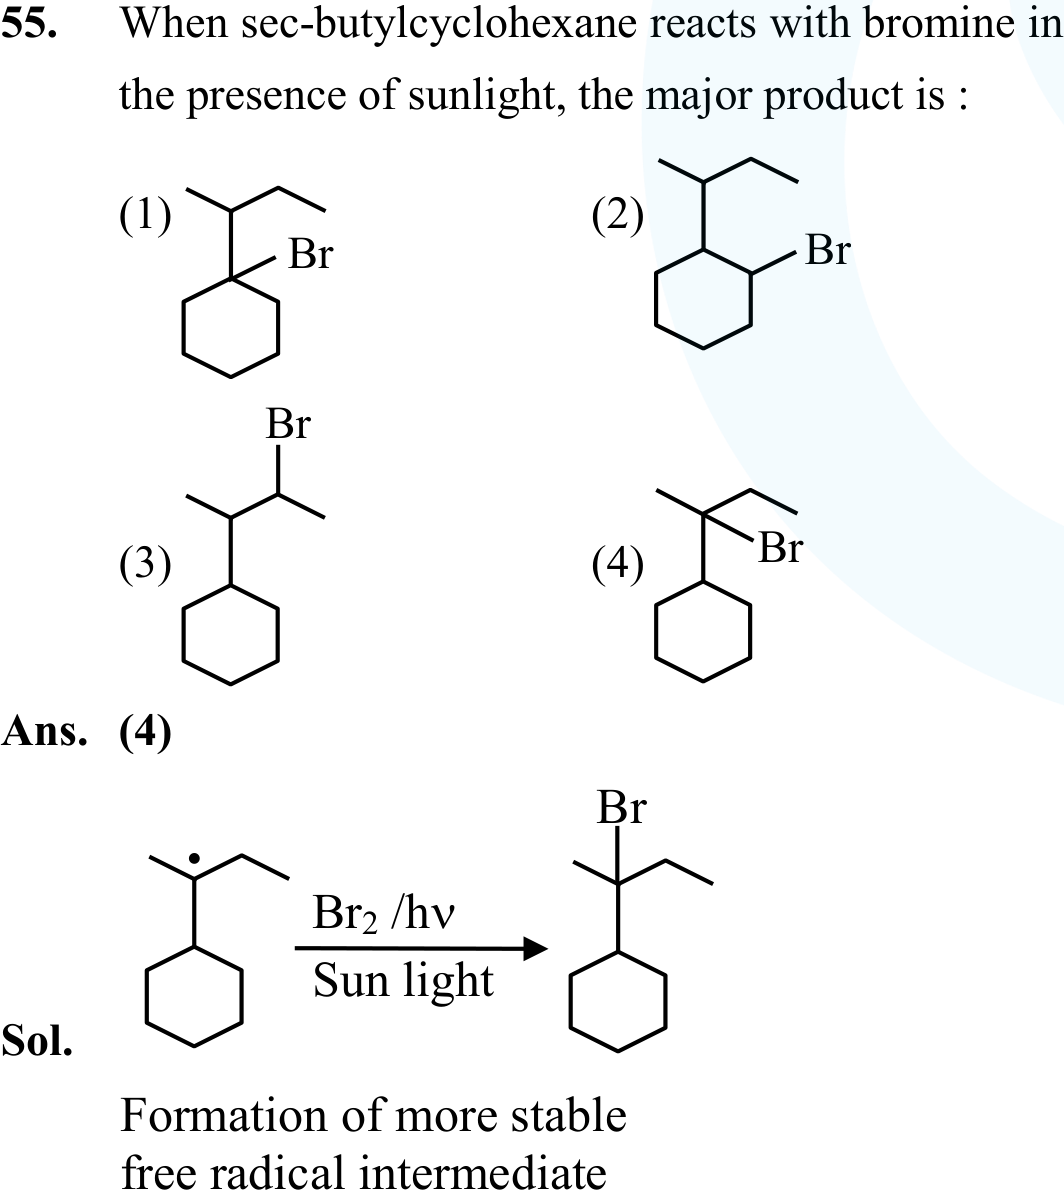 55. When sec-butylcyclohexane reacts with bromine in
the presence of sunlight, the major product is :
(1) Br
(2) Br
Br
(3)
(4) Br
Ans. (4)
Br
Br₂ /hν
Sun light
Sol.
Formation of more stable
free radical intermediate